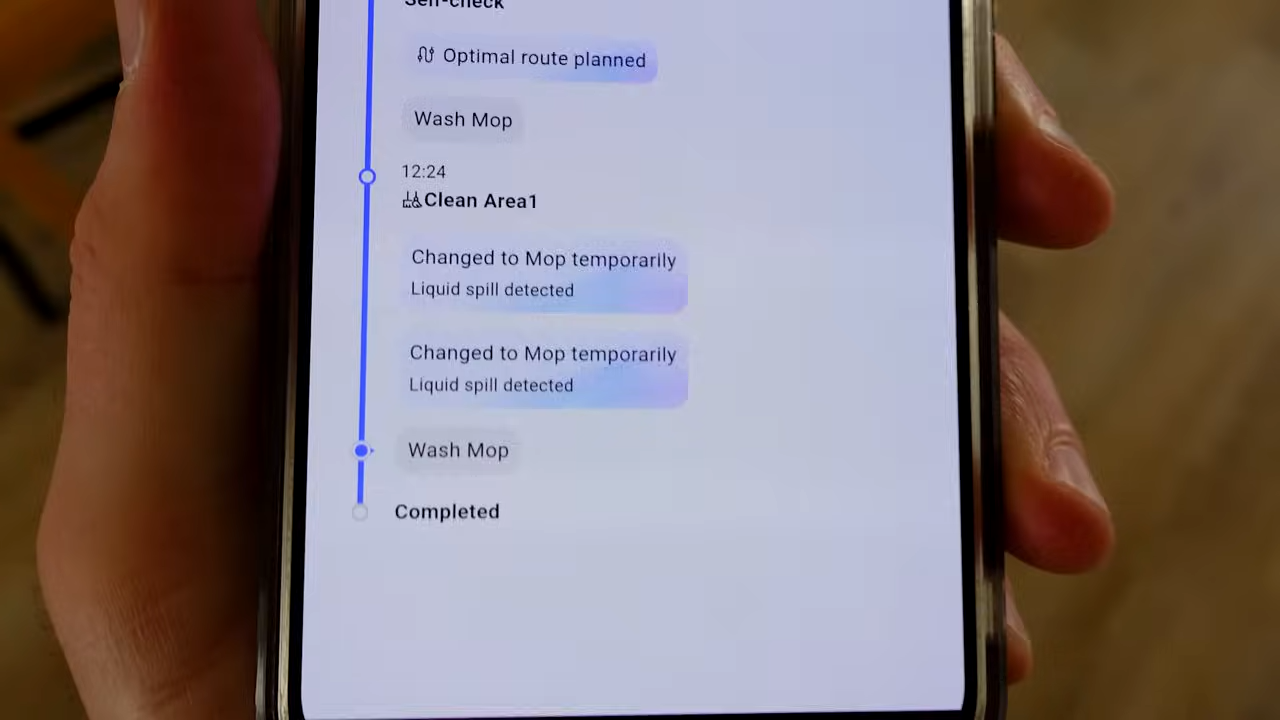 Self-check
Optimal route planned
Wash Mop
12:24
Clean Area1
Changed to Mop temporarily
Liquid spill detected
Changed to Mop temporarily
Liquid spill detected
Wash Mop
Completed